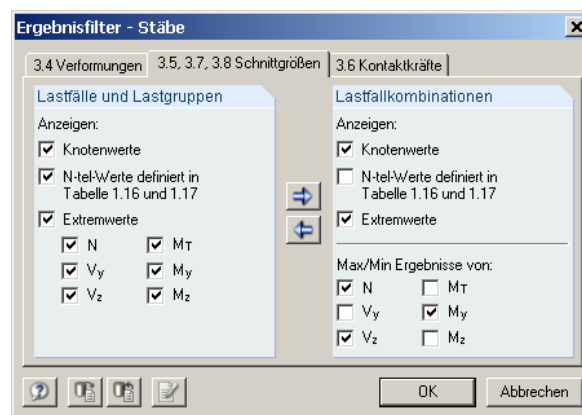 Ergebnisfilter - Stäbe
3.4 Verformungen
3.5, 3.7, 3.8 Schnittgrößen
3.6 Kontaktkräfte
Lastfälle und Lastgruppen
Anzeigen:
Knotenwerte
N-tel-Werte definiert in
Tabelle 1.16 und 1.17
Extremwerte
N
MT
Vy
My
Vz
Mz
Lastfallkombinationen
Anzeigen:
Knotenwerte
N-tel-Werte definiert in
Tabelle 1.16 und 1.17
Extremwerte
Max/Min Ergebnisse von:
N
MT
Vy
My
Vz
Mz
OK
Abbrechen